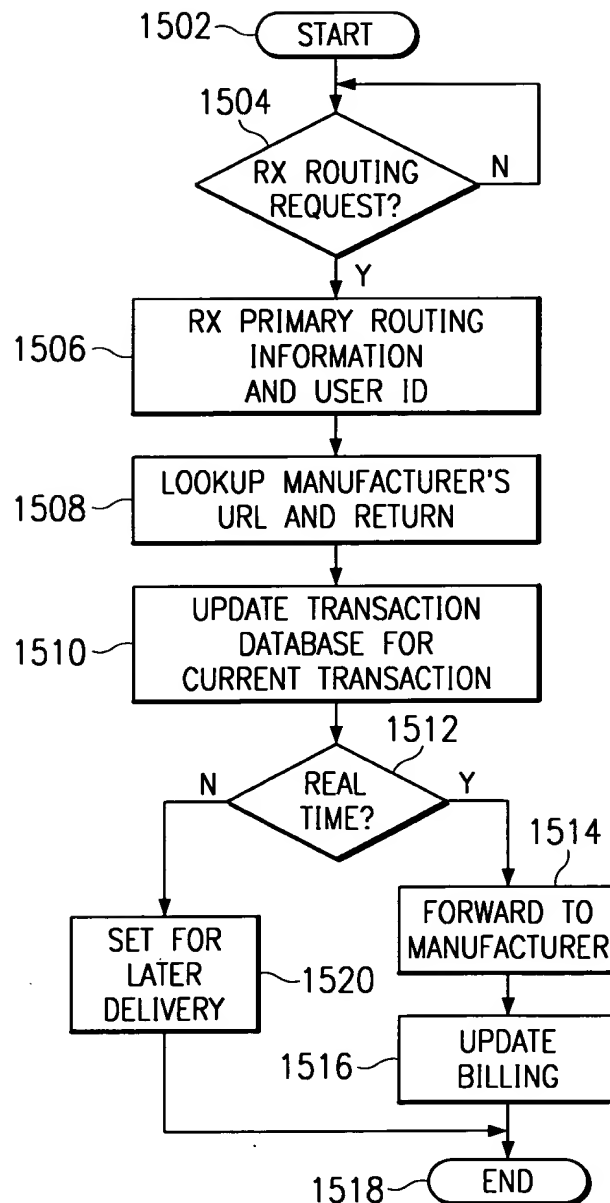 1502
START
1504
RX ROUTING
REQUEST?
N
Y
1506
RX PRIMARY ROUTING
INFORMATION
AND USER ID
1508
LOOKUP MANUFACTURER'S
URL AND RETURN
1510
UPDATE TRANSACTION
DATABASE FOR
CURRENT TRANSACTION
1512
N
REAL
TIME?
Y
1514
FORWARD TO
MANUFACTURER
SET FOR
LATER
DELIVERY
1520
1516
UPDATE
BILLING
1518
END